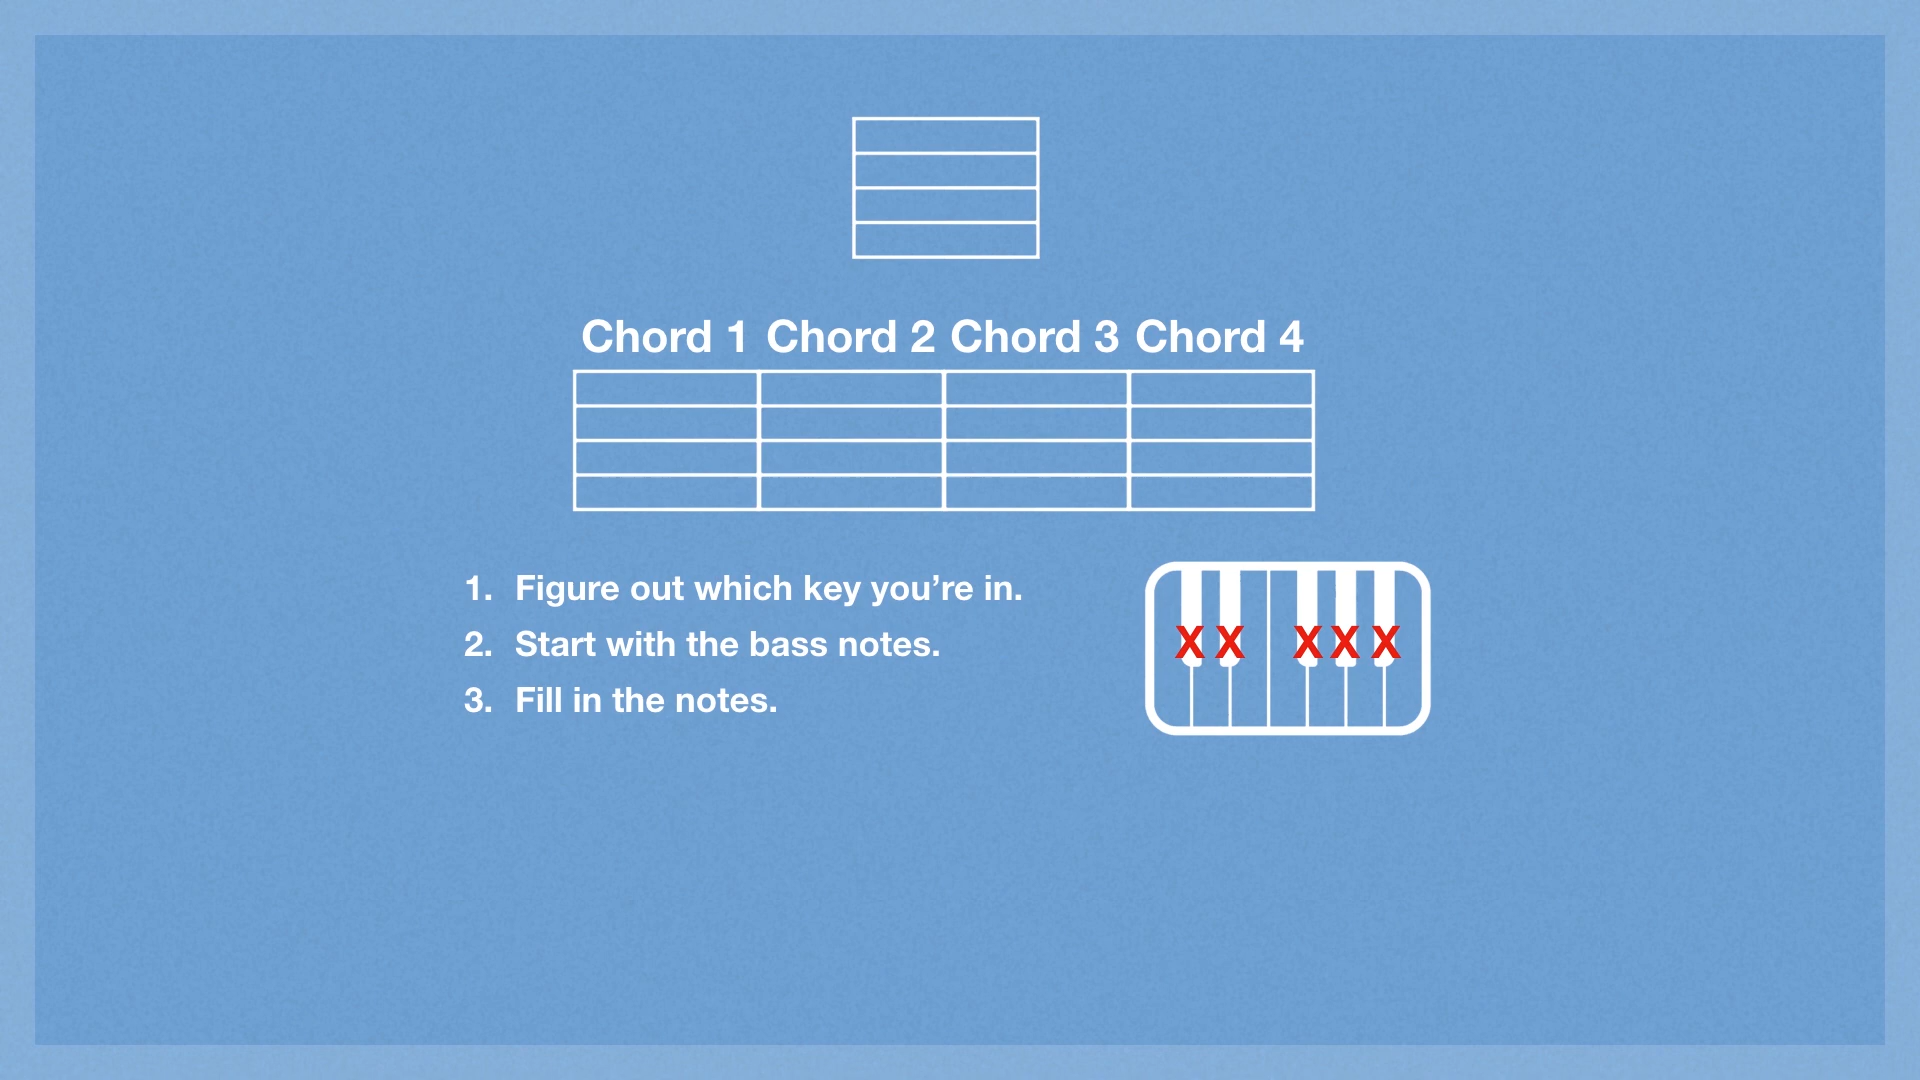 Chord 1 Chord 2 Chord 3 Chord 4
1. Figure out which key you’re in.
2. Start with the bass notes.
3. Fill in the notes.
X X X X X